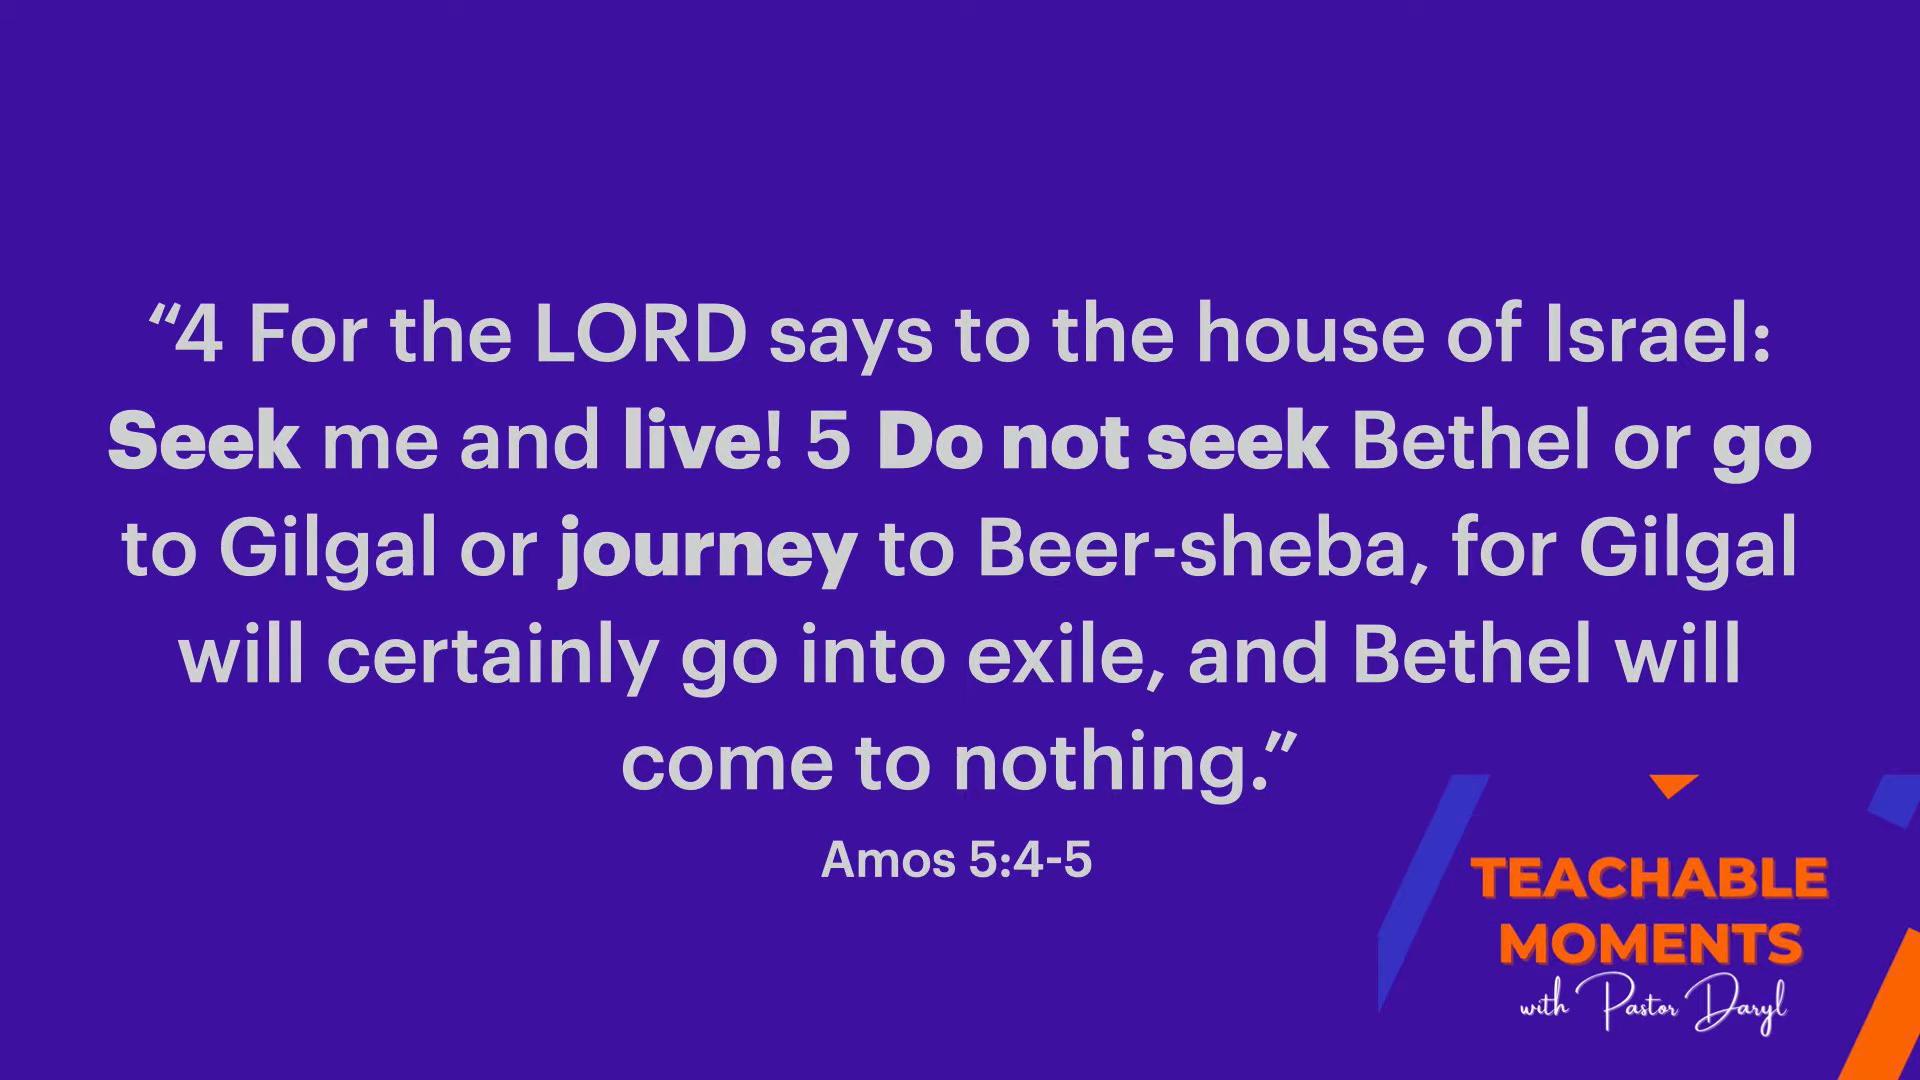 “4 For the LORD says to the house of Israel:
Seek me and live! 5 Do not seek Bethel or go
to Gilgal or journey to Beer-sheba, for Gilgal
will certainly go into exile, and Bethel will
come to nothing.”
Amos 5:4-5
TEACHABLE
MOMENTS
with Pastor Daryl